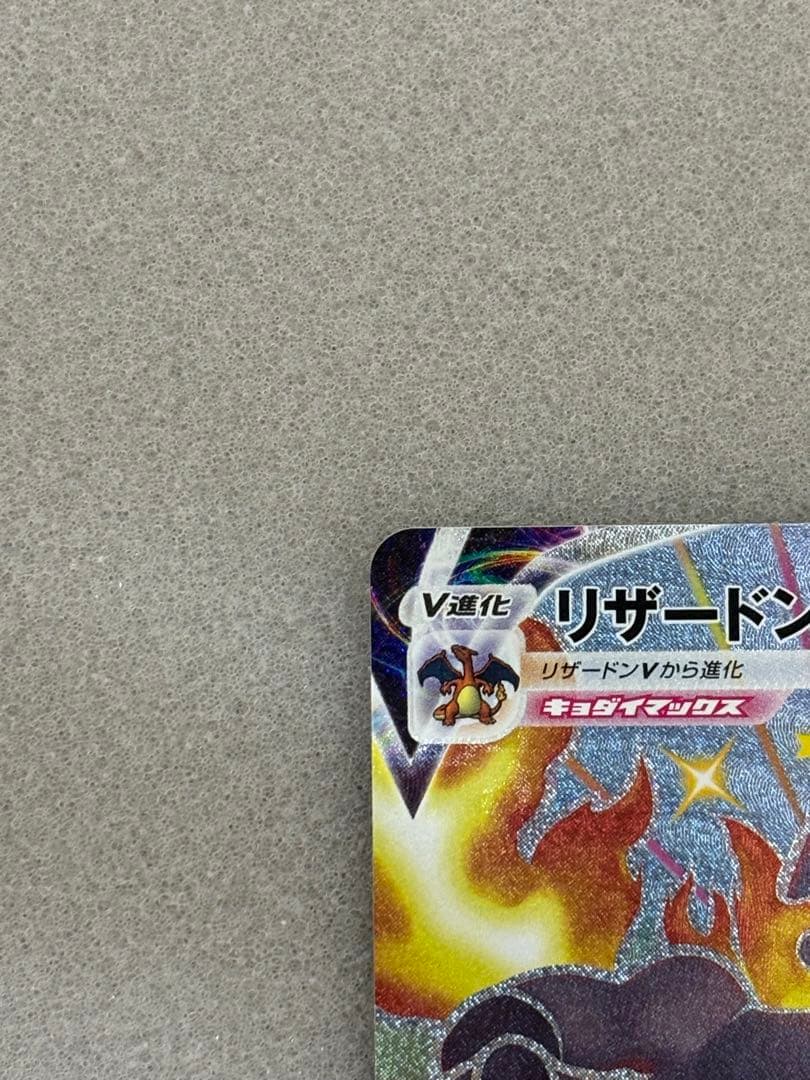 V進化
リザードン
リザードンVから進化
キョダイマックス